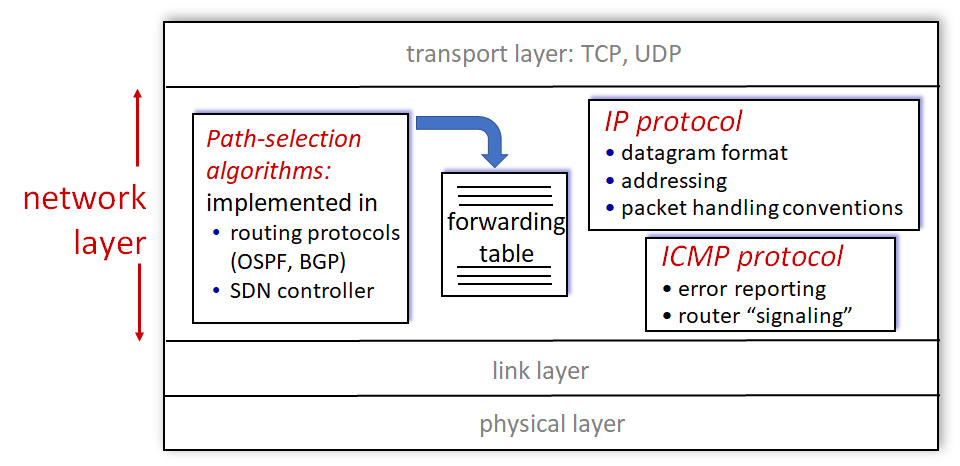 transport layer: TCP, UDP
network
layer
Path-selection
algorithms:
implemented in
• routing protocols
(OSPF, BGP)
• SDN controller
forwarding
table
IP protocol
• datagram format
• addressing
• packet handling conventions
ICMP protocol
• error reporting
• router “signaling”
link layer
physical layer